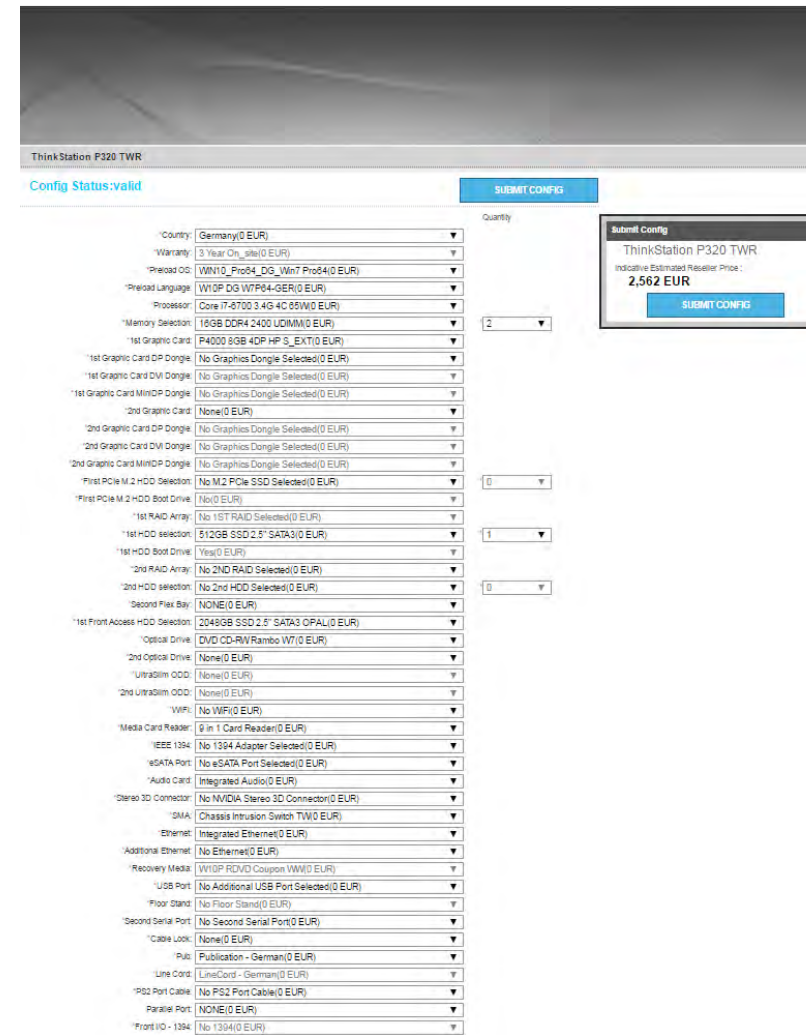 ThinkStation P320 TWR
Config Status:valid
SUBMIT CONFIG
Quantity
Submit Config
ThinkStation P320 TWR
Indicative Estimated Reseller Price :
2,562 EUR
SUBMIT CONFIG
*Country: Germany(0 EUR)
*Warranty: 3 Year On_site(0 EUR)
*Preload OS: WIN10_Pro64_DG_Win7 Pro64(0 EUR)
*Preload Language: W10P DG W7P64-GER(0 EUR)
*Processor: Core i7-6700 3.4G 4C 65W(0 EUR)
*Memory Selection: 16GB DDR4 2400 UDIMM(0 EUR) * 2
*1st Graphic Card: P4000 8GB 4DP HP S_EXT(0 EUR)
*1st Graphic Card DP Dongle: No Graphics Dongle Selected(0 EUR)
*1st Graphic Card DVI Dongle: No Graphics Dongle Selected(0 EUR)
*1st Graphic Card MiniDP Dongle: No Graphics Dongle Selected(0 EUR)
*2nd Graphic Card: None(0 EUR)
*2nd Graphic Card DP Dongle: No Graphics Dongle Selected(0 EUR)
*2nd Graphic Card DVI Dongle: No Graphics Dongle Selected(0 EUR)
*2nd Graphic Card MiniDP Dongle: No Graphics Dongle Selected(0 EUR)
*First PCIe M.2 HDD Selection: No M.2 PCIe SSD Selected(0 EUR) * 0
*First PCIe M.2 HDD Boot Drive: No(0 EUR)
*1st RAID Array: No 1ST RAID Selected(0 EUR)
*1st HDD selection: 512GB SSD 2.5" SATA3(0 EUR) * 1
*1st HDD Boot Drive: Yes(0 EUR)
*2nd RAID Array: No 2ND RAID Selected(0 EUR)
*2nd HDD selection: No 2nd HDD Selected(0 EUR) * 0
*Second Flex Bay: NONE(0 EUR)
*1st Front Access HDD Selection: 2048GB SSD 2.5" SATA3 OPAL(0 EUR)
*Optical Drive: DVD CD-RW Rambo W7(0 EUR)
*2nd Optical Drive: None(0 EUR)
*UltraSlim ODD: None(0 EUR)
*2nd UltraSlim ODD: None(0 EUR)
*WiFi: No WiFi(0 EUR)
*Media Card Reader: 9 in 1 Card Reader(0 EUR)
*IEEE 1394: No 1394 Adapter Selected(0 EUR)
*eSATA Port: No eSATA Port Selected(0 EUR)
*Audio Card: Integrated Audio(0 EUR)
*Stereo 3D Connector: No NVIDIA Stereo 3D Connector(0 EUR)
*SMA: Chassis Intrusion Switch TW(0 EUR)
*Ethernet: Integrated Ethernet(0 EUR)
*Additional Ethernet: No Ethernet(0 EUR)
*Recovery Media: W10P RDVD Coupon WW(0 EUR)
*USB Port: No Additional USB Port Selected(0 EUR)
*Floor Stand: No Floor Stand(0 EUR)
*Second Serial Port: No Second Serial Port(0 EUR)
*Cable Lock: None(0 EUR)
*Pub: Publication - German(0 EUR)
*Line Cord: LineCord - German(0 EUR)
*PS2 Port Cable: No PS2 Port Cable(0 EUR)
Parallel Port: NONE(0 EUR)
*Front I/O - 1394: No 1394(0 EUR)